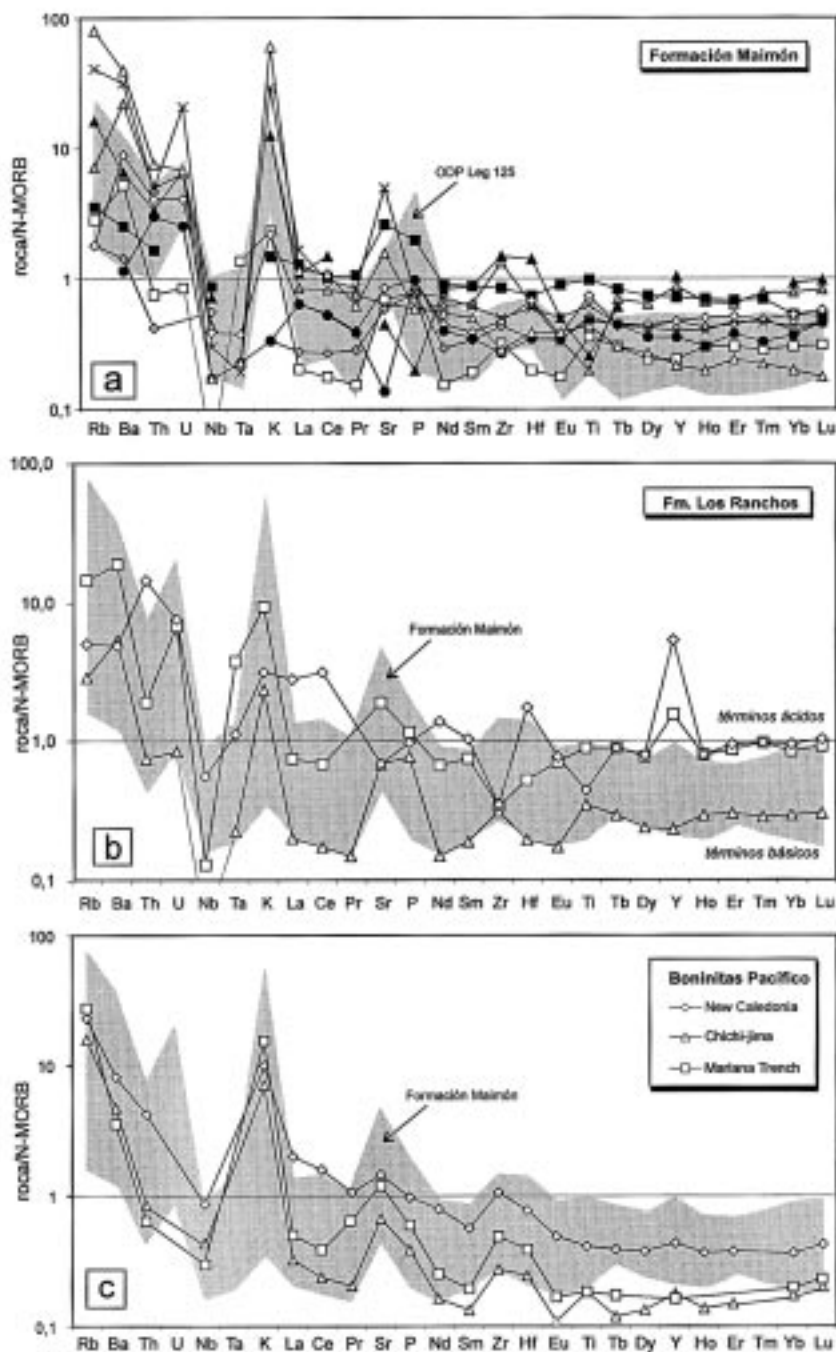 100
10
1
0,1
roca/N-MORB
Formación Maimón
ODP Leg 125
a
Rb Ba Th U Nb Ta K La Ce Pr Sr P Nd Sm Zr Hf Eu Ti Tb Dy Y Ho Er Tm Yb Lu
100,0
10,0
1,0
0,1
roca/N-MORB
Fm. Los Ranchos
Formación Maimón
términos ácidos
términos básicos
b
Rb Ba Th U Nb Ta K La Ce Pr Sr P Nd Sm Zr Hf Eu Ti Tb Dy Y Ho Er Tm Yb Lu
100
10
1
0,1
roca/N-MORB
Boninitas Pacífico
New Caledonia
Chichi-jima
Mariana Trench
Formación Maimón
c
Rb Ba Th U Nb Ta K La Ce Pr Sr P Nd Sm Zr Hf Eu Ti Tb Dy Y Ho Er Tm Yb Lu